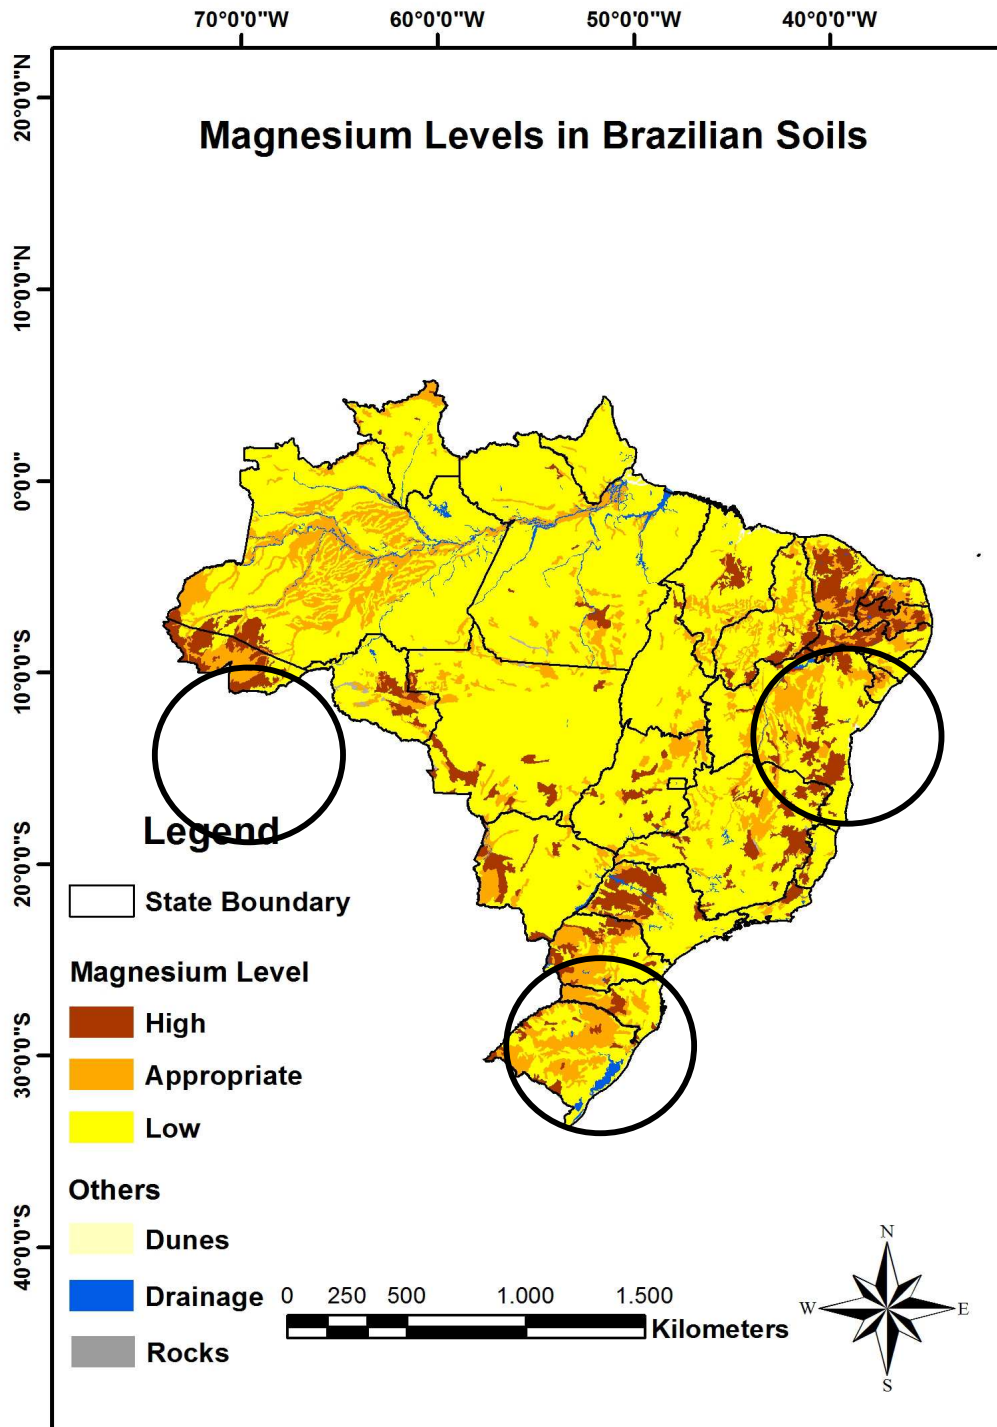 70°0'0"W 60°0'0"W 50°0'0"W 40°0'0"W
20°0'0"N
Magnesium Levels in Brazilian Soils
10°0'0"N
0°0'0"
10°0'0"S
20°0'0"S
30°0'0"S
40°0'0"S
Legend
State Boundary
Magnesium Level
High
Appropriate
Low
Others
Dunes
Drainage
Rocks
0 250 500 1.000 1.500
Kilometers
N
W E
S